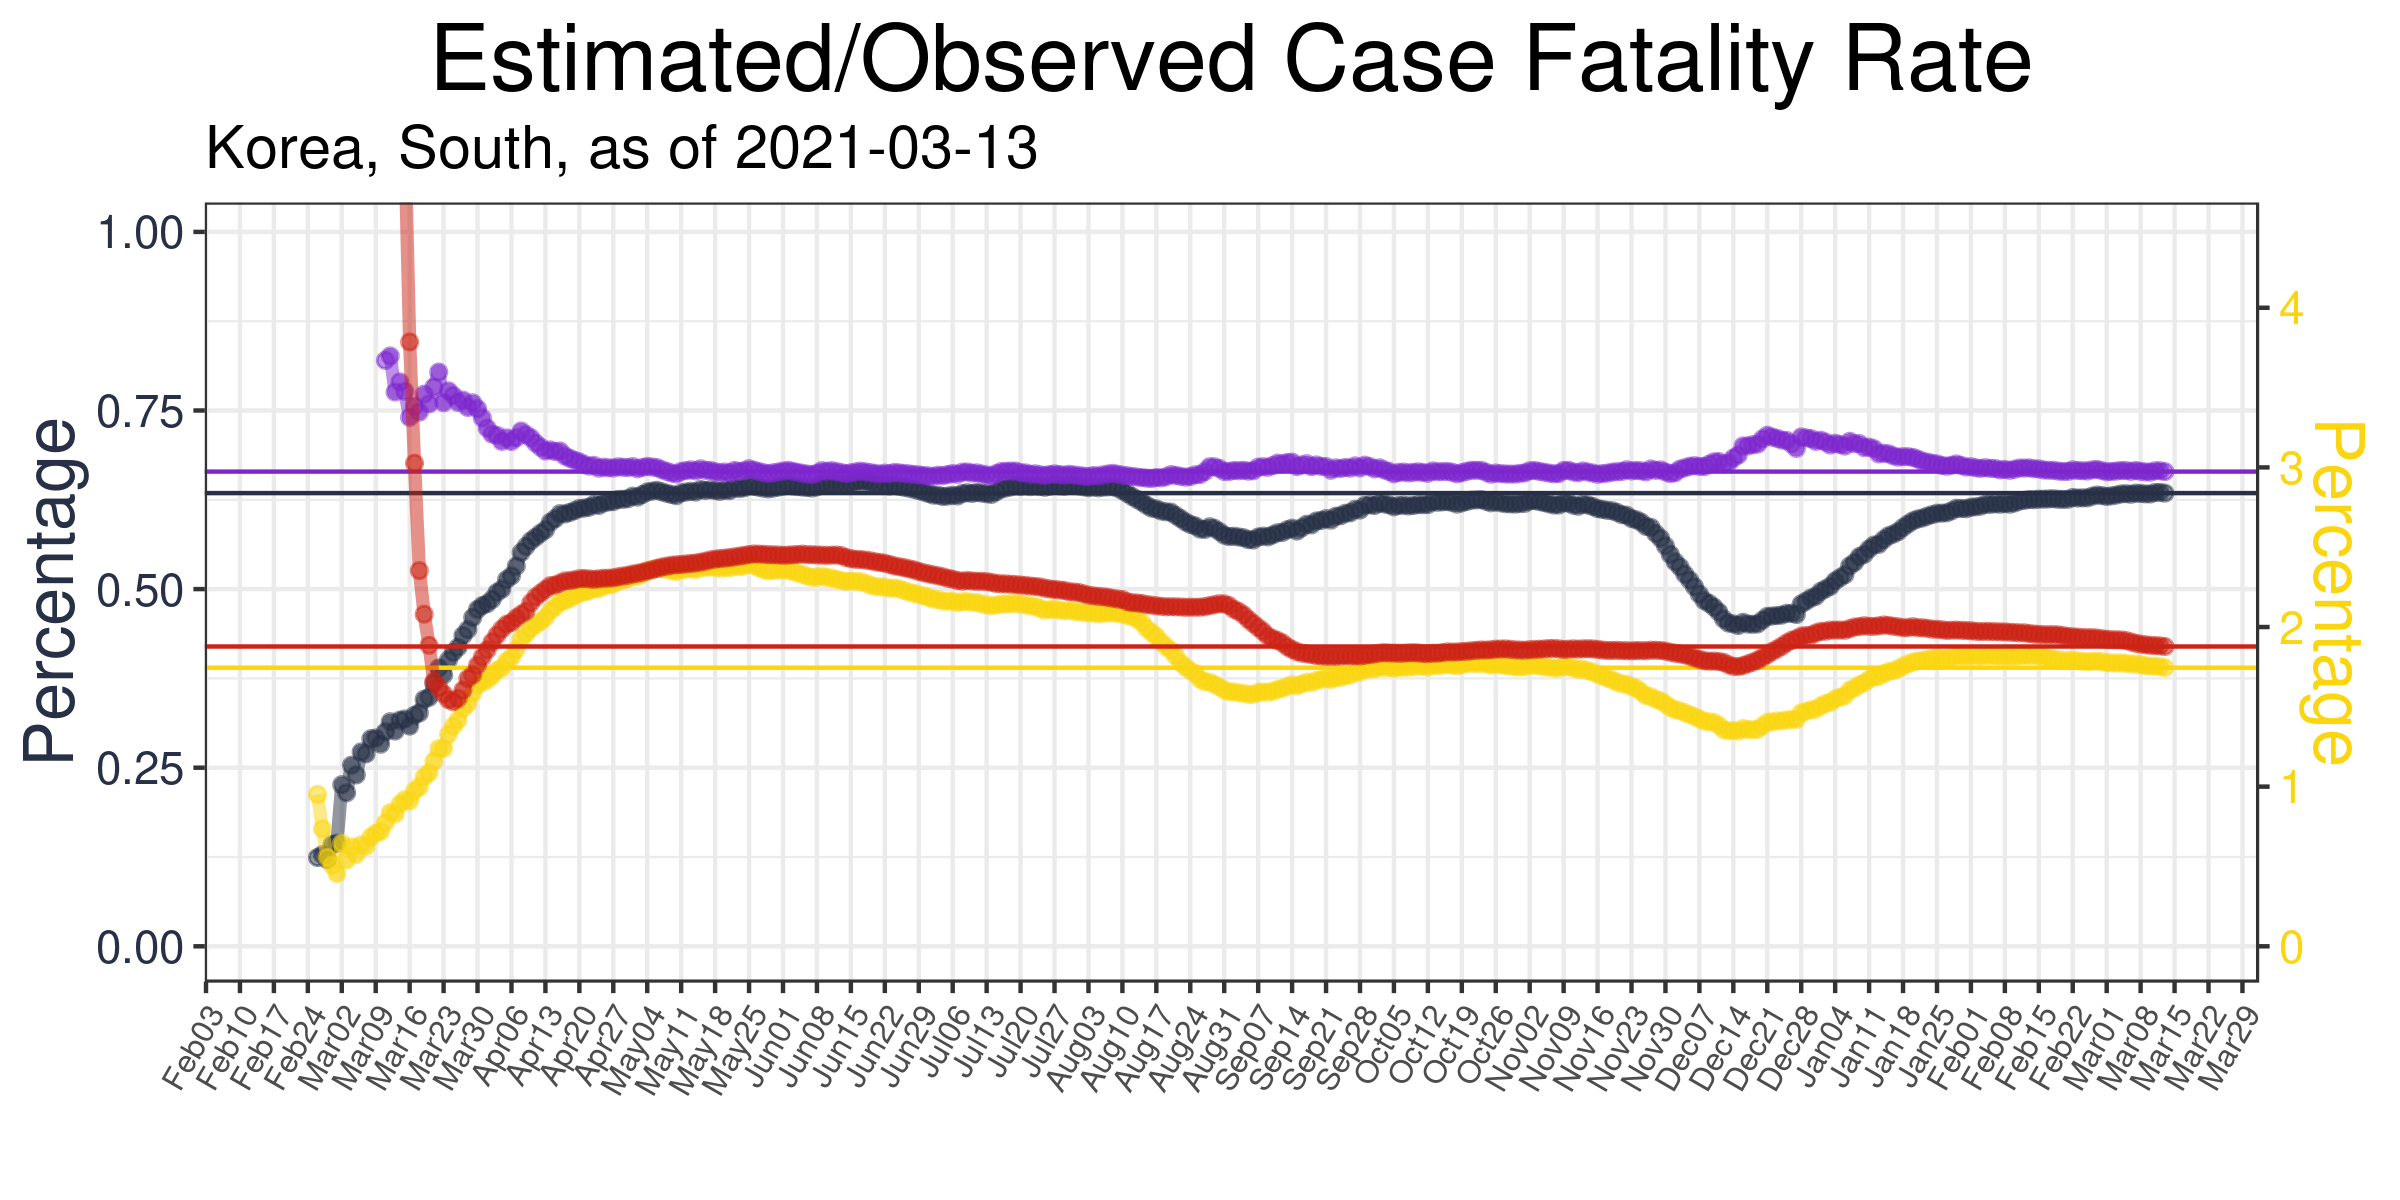 Estimated/Observed Case Fatality Rate
Korea, South, as of 2021-03-13
Percentage
1.00
0.75
0.50
0.25
0.00
4
3
2
1
0
Percentage
Feb03
Feb10
Feb17
Feb24
Mar02
Mar09
Mar16
Mar23
Mar30
Apr06
Apr13
Apr20
Apr27
May04
May11
May18
May25
Jun01
Jun08
Jun15
Jun22
Jun29
Jul06
Jul13
Jul20
Jul27
Aug03
Aug10
Aug17
Aug24
Aug31
Sep07
Sep14
Sep21
Sep28
Oct05
Oct12
Oct19
Oct26
Nov02
Nov09
Nov16
Nov23
Nov30
Dec07
Dec14
Dec21
Dec28
Jan04
Jan11
Jan18
Jan25
Feb01
Feb08
Feb15
Feb22
Mar01
Mar08
Mar15
Mar22
Mar29